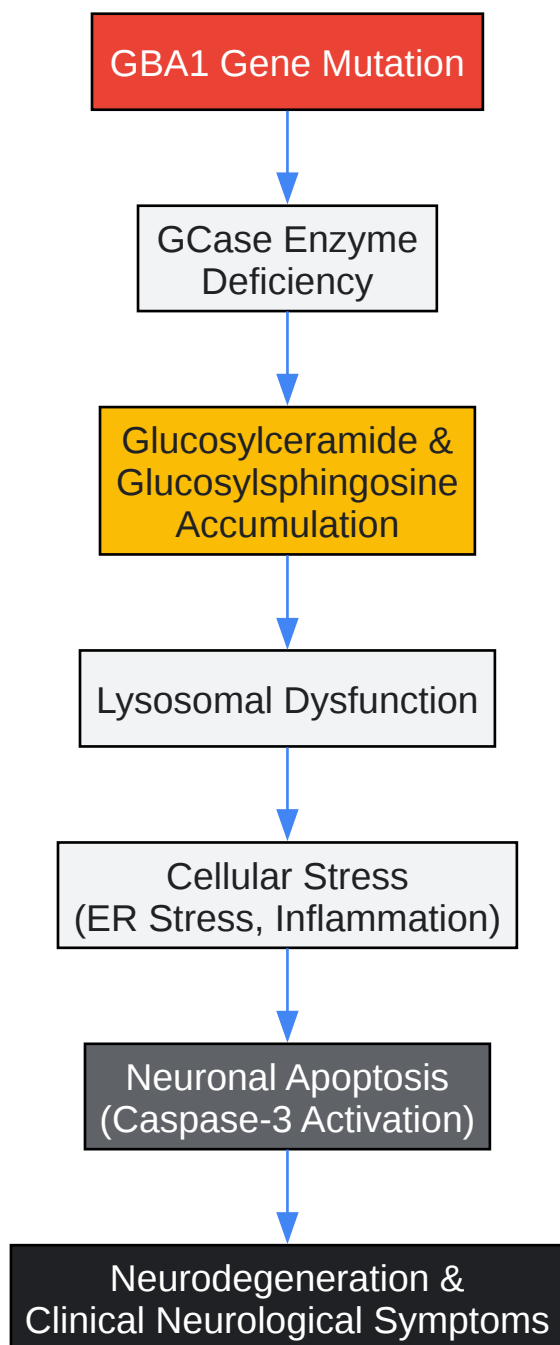 GBA1 Gene Mutation
GCase Enzyme
Deficiency
Glucosylceramide &
Glucosylsphingosine
Accumulation
Lysosomal Dysfunction
Cellular Stress
(ER Stress, Inflammation)
Neuronal Apoptosis
(Caspase-3 Activation)
Neurodegeneration &
Clinical Neurological Symptoms